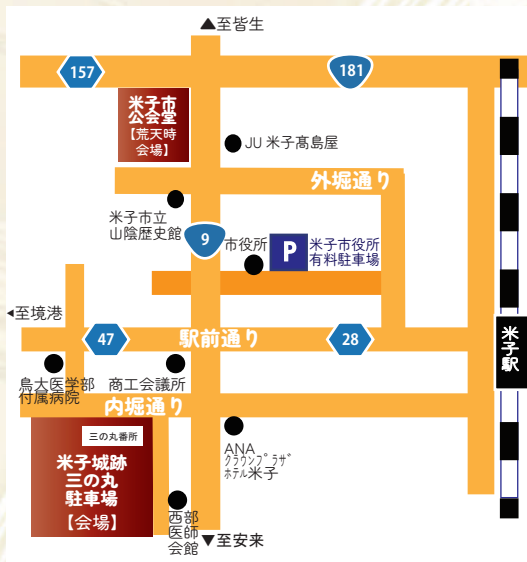 ▲至皆生
157
181
米子市
公会堂
【荒天時
会場】
JU 米子髙島屋
外堀通り
米子市立
山陰歴史館
9
市役所
P
米子市役所
有料駐車場
◀至境港
47
駅前通り
28
米子駅
鳥大医学部
付属病院
商工会議所
内堀通り
三の丸番所
米子城跡
三の丸
駐車場
【会場】
ANA
クラウンプラザ
ホテル米子
西部
医師
会館
▼至安来